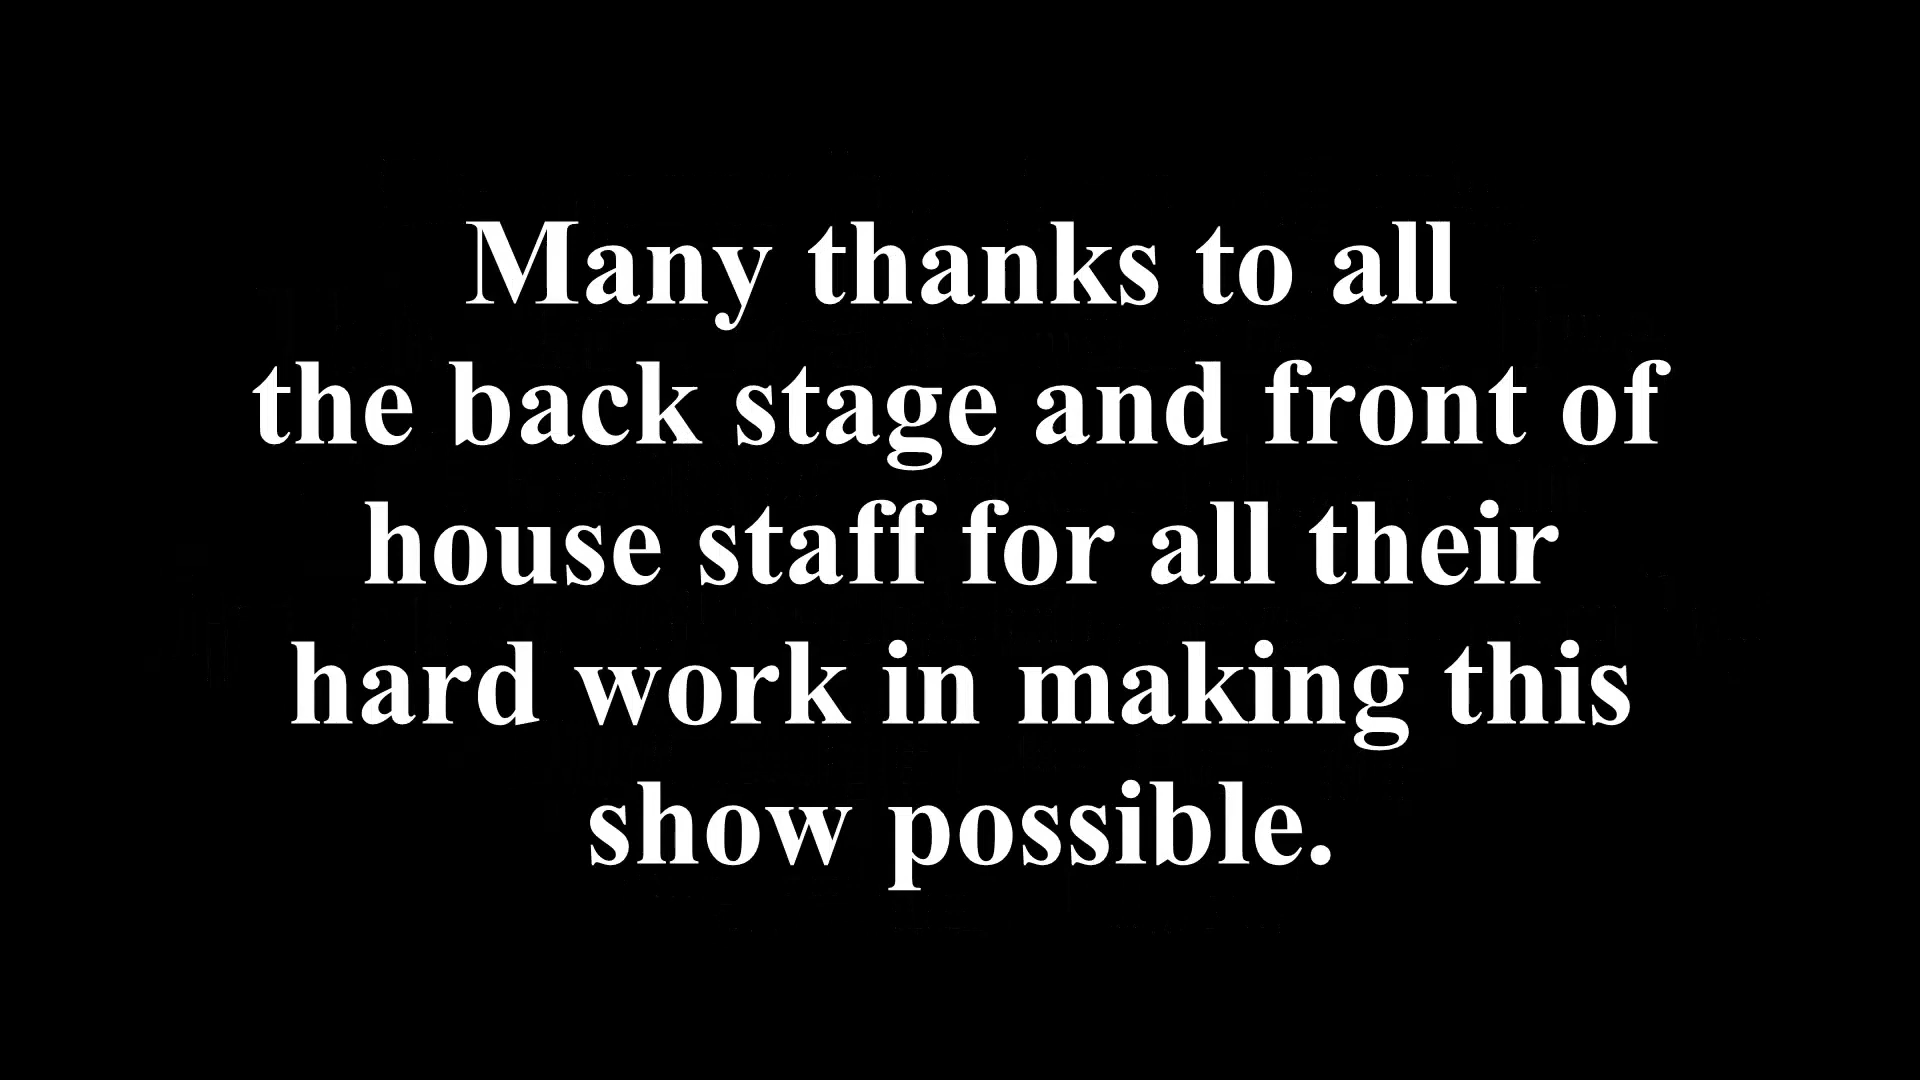 Many thanks to all
the back stage and front of
house staff for all their
hard work in making this
show possible.